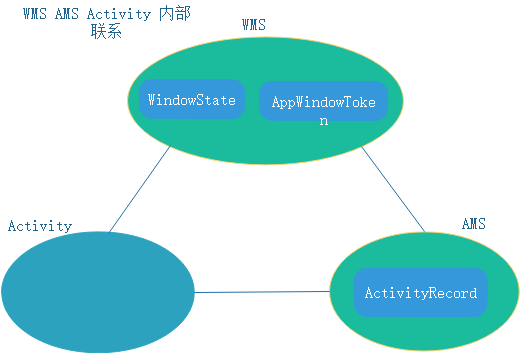 WMS AMS Activity 内部
联系
WMS
WindowState
AppWindowToke
n
Activity
AMS
ActivityRecord